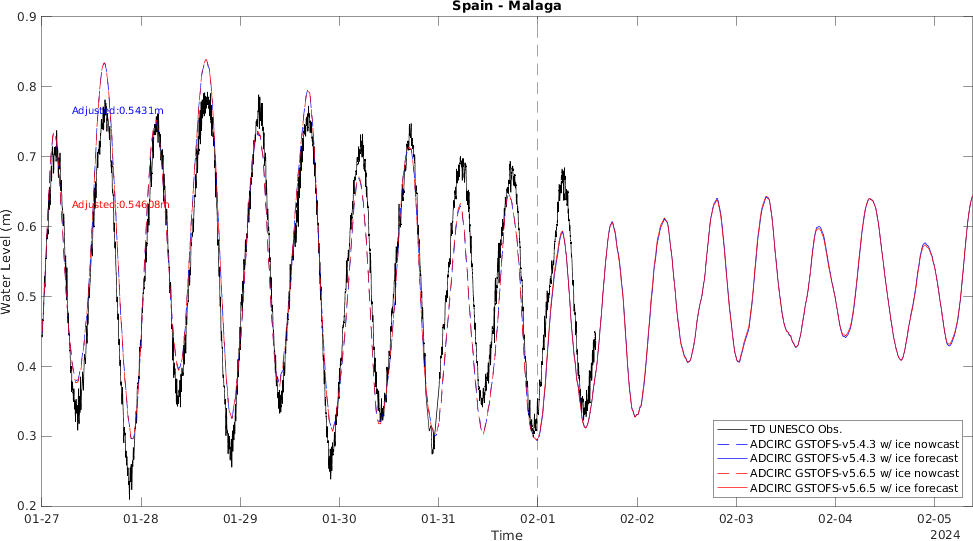 Spain - Malaga
0.9
0.8
0.7
0.6
0.5
0.4
0.3
0.2
Water Level (m)
Adjusted:0.5431m
Adjusted:0.54608m
TD UNESCO Obs.
ADCIRC GSTOFS-v5.4.3 w/ ice nowcast
ADCIRC GSTOFS-v5.4.3 w/ ice forecast
ADCIRC GSTOFS-v5.6.5 w/ ice nowcast
ADCIRC GSTOFS-v5.6.5 w/ ice forecast
01-27 01-28 01-29 01-30 01-31 02-01 02-02 02-03 02-04 02-05
2024
Time